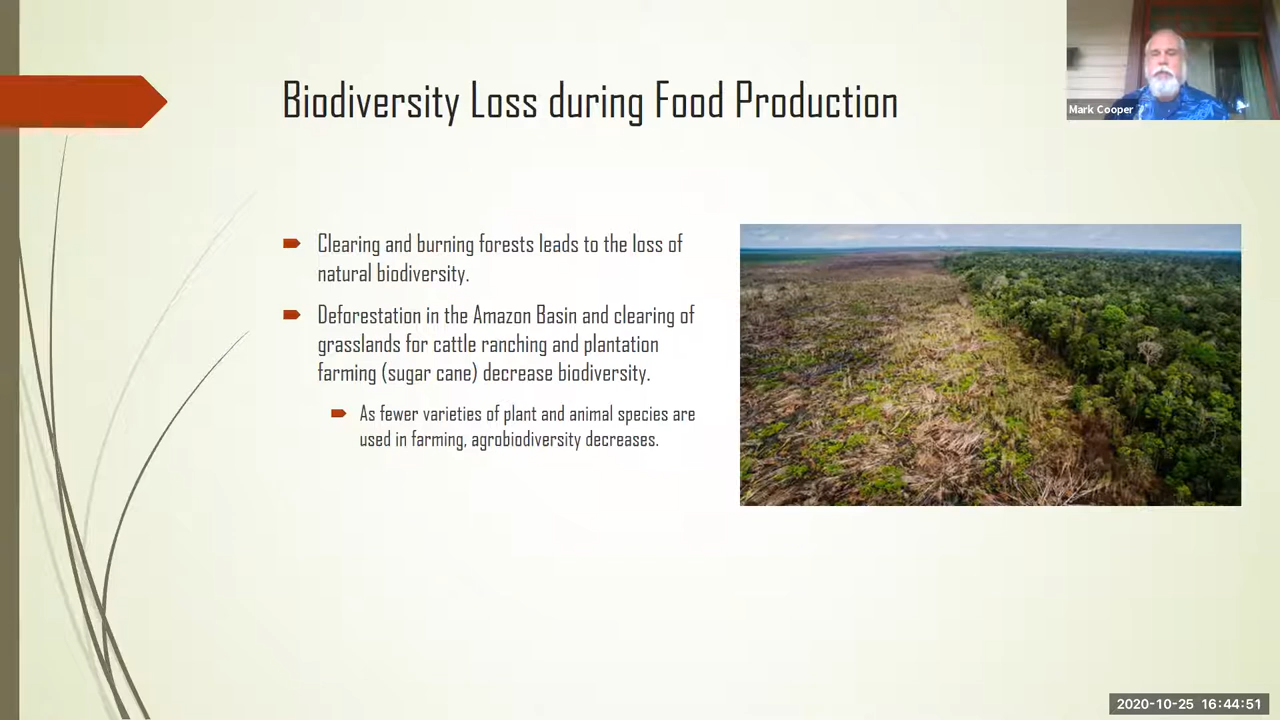 Biodiversity Loss during Food Production
Mark Cooper
Clearing and burning forests leads to the loss of
natural biodiversity.
Deforestation in the Amazon Basin and clearing of
grasslands for cattle ranching and plantation
farming (sugar cane) decrease biodiversity.
As fewer varieties of plant and animal species are
used in farming, agrobiodiversity decreases.
2020-10-25 16:44:51